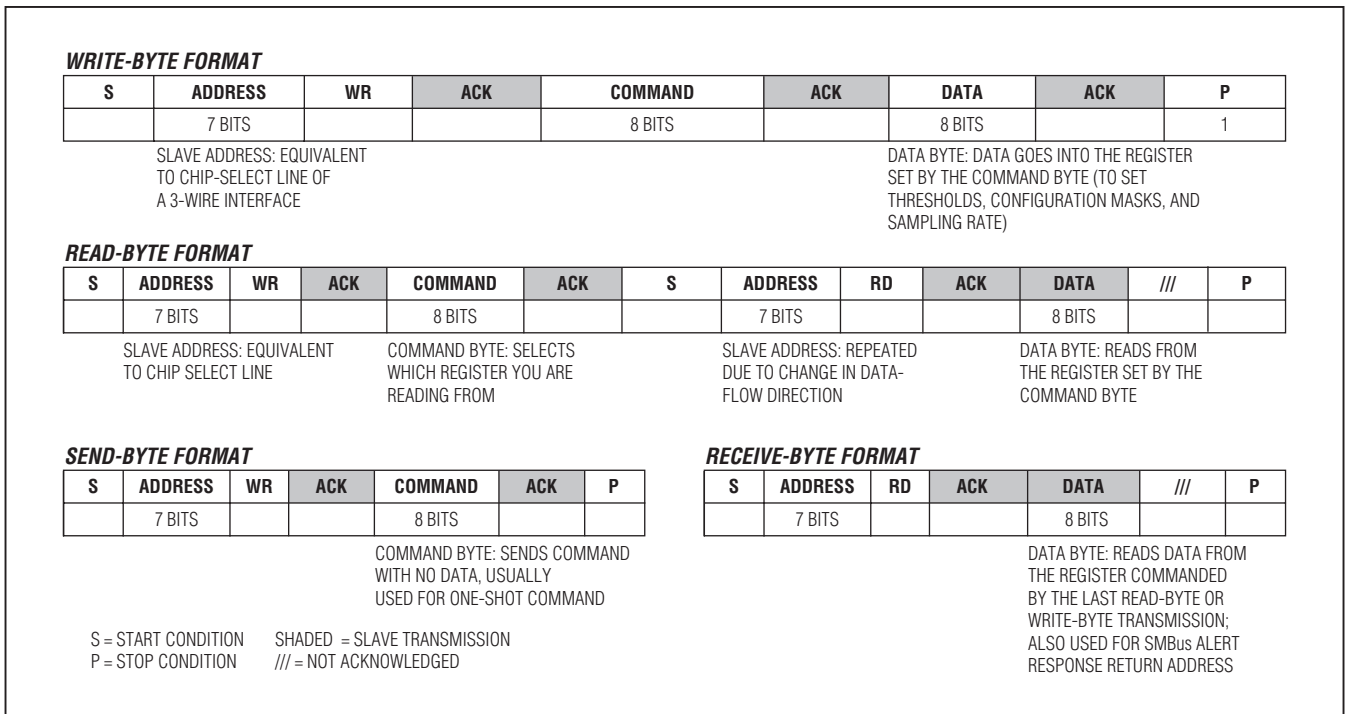 WRITE-BYTE FORMAT
S ADDRESS WR ACK COMMAND ACK DATA ACK P
7 BITS 8 BITS 8 BITS 1
SLAVE ADDRESS: EQUIVALENT
TO CHIP-SELECT LINE OF
A 3-WIRE INTERFACE
DATA BYTE: DATA GOES INTO THE REGISTER
SET BY THE COMMAND BYTE (TO SET
THRESHOLDS, CONFIGURATION MASKS, AND
SAMPLING RATE)
READ-BYTE FORMAT
S ADDRESS WR ACK COMMAND ACK S ADDRESS RD ACK DATA /// P
7 BITS 8 BITS 7 BITS 8 BITS
SLAVE ADDRESS: EQUIVALENT
TO CHIP SELECT LINE
COMMAND BYTE: SELECTS
WHICH REGISTER YOU ARE
READING FROM
SLAVE ADDRESS: REPEATED
DUE TO CHANGE IN DATA-
FLOW DIRECTION
DATA BYTE: READS FROM
THE REGISTER SET BY THE
COMMAND BYTE
SEND-BYTE FORMAT
S ADDRESS WR ACK COMMAND ACK P
7 BITS 8 BITS
COMMAND BYTE: SENDS COMMAND
WITH NO DATA, USUALLY
USED FOR ONE-SHOT COMMAND
RECEIVE-BYTE FORMAT
S ADDRESS RD ACK DATA /// P
7 BITS 8 BITS
DATA BYTE: READS DATA FROM
THE REGISTER COMMANDED
BY THE LAST READ-BYTE OR
WRITE-BYTE TRANSMISSION;
ALSO USED FOR SMBus ALERT
RESPONSE RETURN ADDRESS
S = START CONDITION SHADED = SLAVE TRANSMISSION
P = STOP CONDITION /// = NOT ACKNOWLEDGED